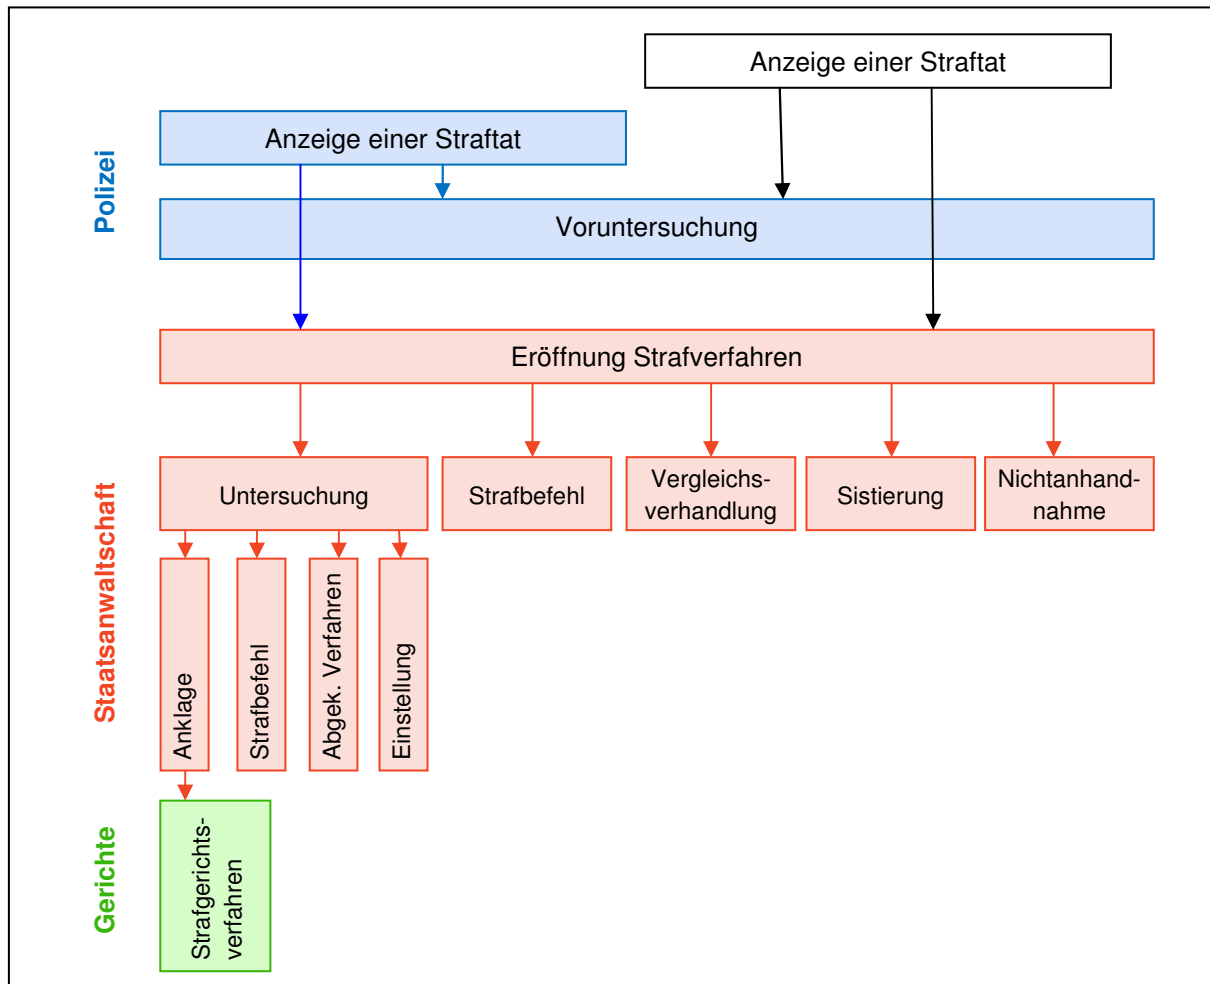 Anzeige einer Straftat
Anzeige einer Straftat
Polizei
Voruntersuchung
Eröffnung Strafverfahren
Staatsanwaltschaft
Untersuchung
Strafbefehl
Vergleichs-
verhandlung
Sistierung
Nichtanhand-
nahme
Anklage
Strafbefehl
Abgek. Verfahren
Einstellung
Gerichte
Strafgerichts-
verfahren